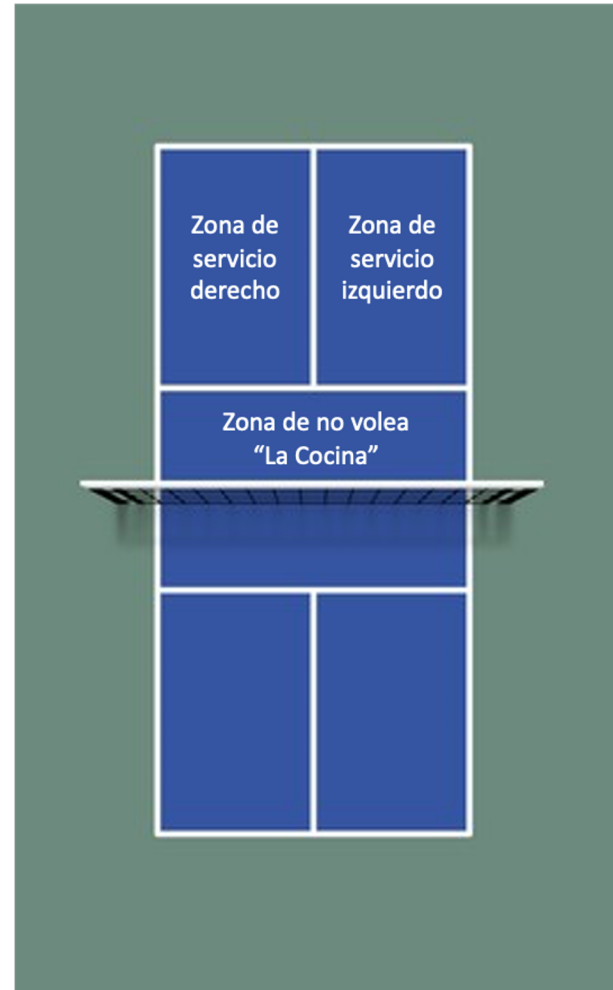 Zona de
servicio
derecho
Zona de
servicio
izquierdo
Zona de no volea
“La Cocina”